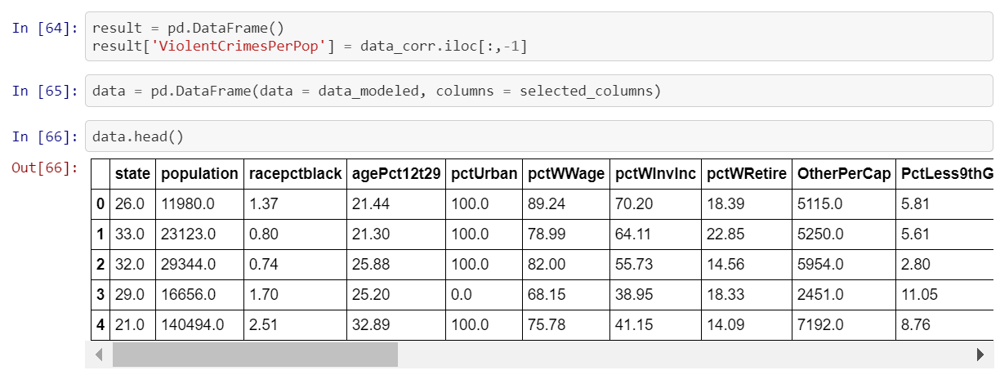 In [64]: result = pd.DataFrame()
result['ViolentCrimesPerPop'] = data_corr.iloc[:,-1]
In [65]: data = pd.DataFrame(data = data_modeled, columns = selected_columns)
In [66]: data.head()
Out[66]:
state population racepctblack agePct12t29 pctUrban pctWWage pctWInvInc pctWRetire OtherPerCap PctLess9thG
0 26.0 11980.0 1.37 21.44 100.0 89.24 70.20 18.39 5115.0 5.81
1 33.0 23123.0 0.80 21.30 100.0 78.99 64.11 22.85 5250.0 5.61
2 32.0 29344.0 0.74 25.88 100.0 82.00 55.73 14.56 5954.0 2.80
3 29.0 16656.0 1.70 25.20 0.0 68.15 38.95 18.33 2451.0 11.05
4 21.0 140494.0 2.51 32.89 100.0 75.78 41.15 14.09 7192.0 8.76